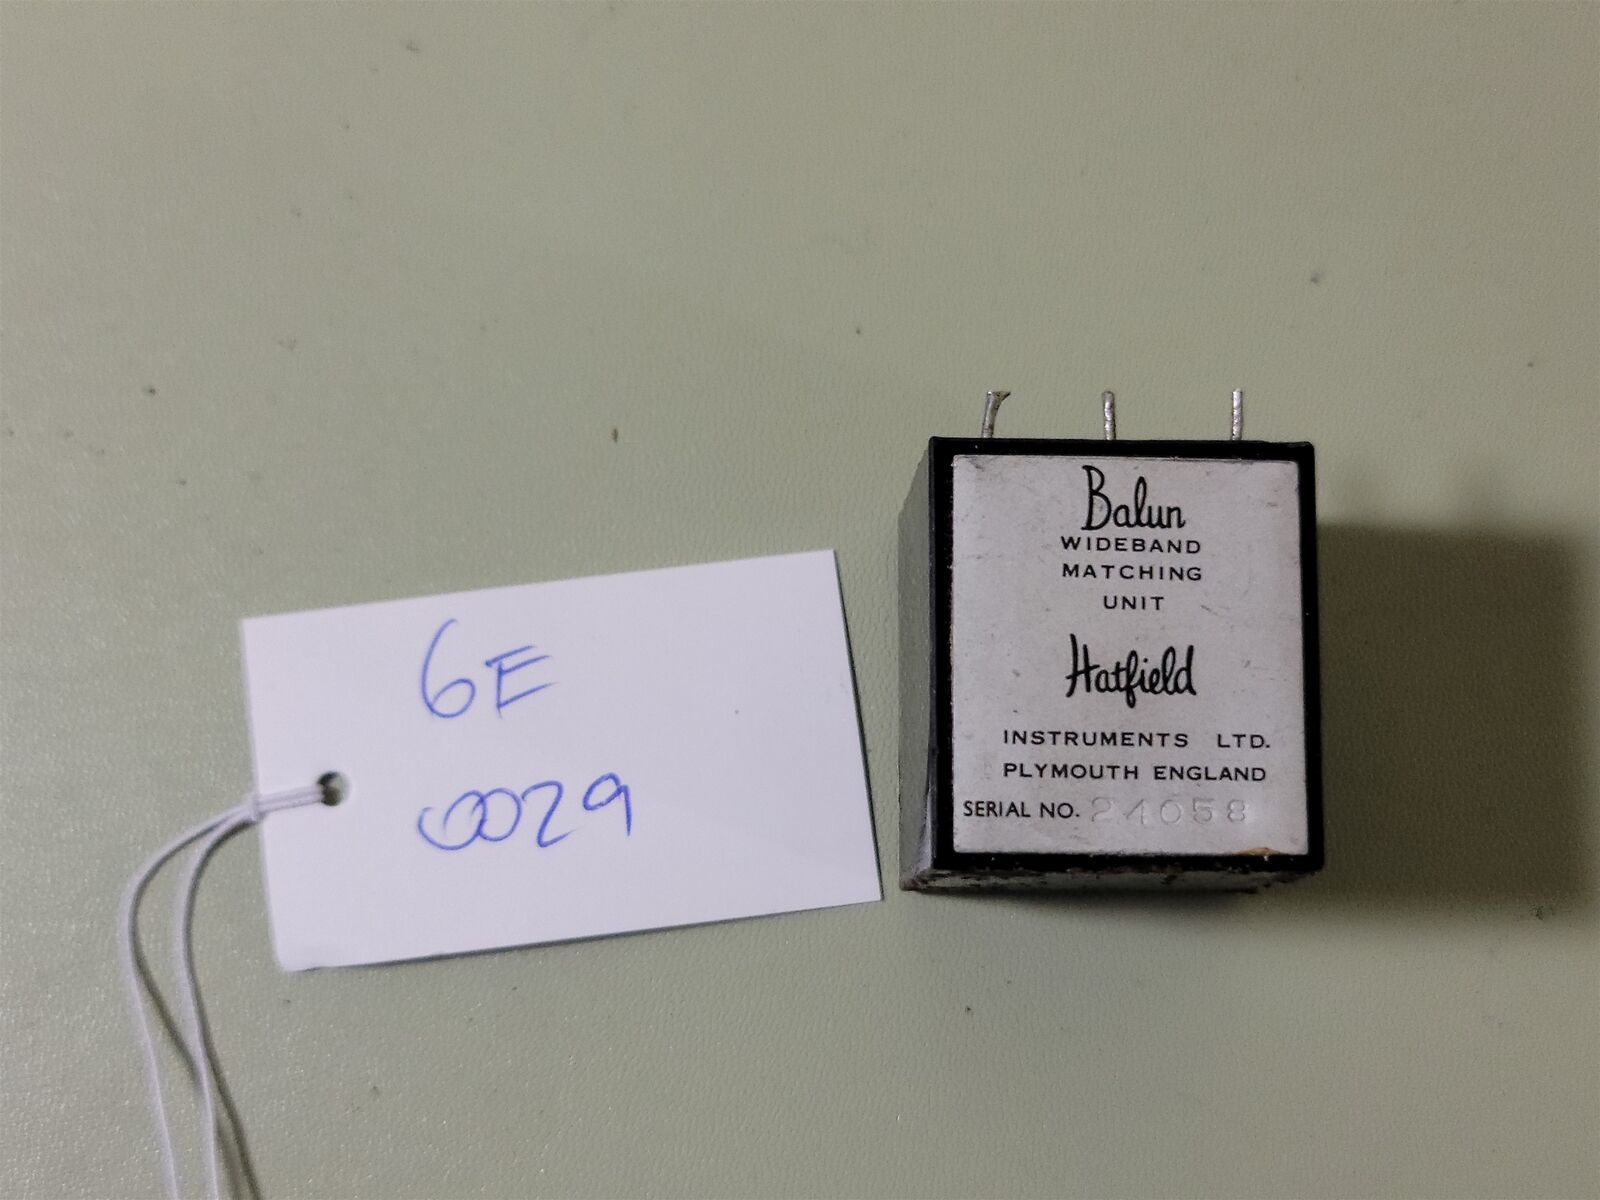 6E
0029
Balun
WIDEBAND
MATCHING
UNIT
Hatfield
INSTRUMENTS LTD.
PLYMOUTH ENGLAND
SERIAL NO. 24058